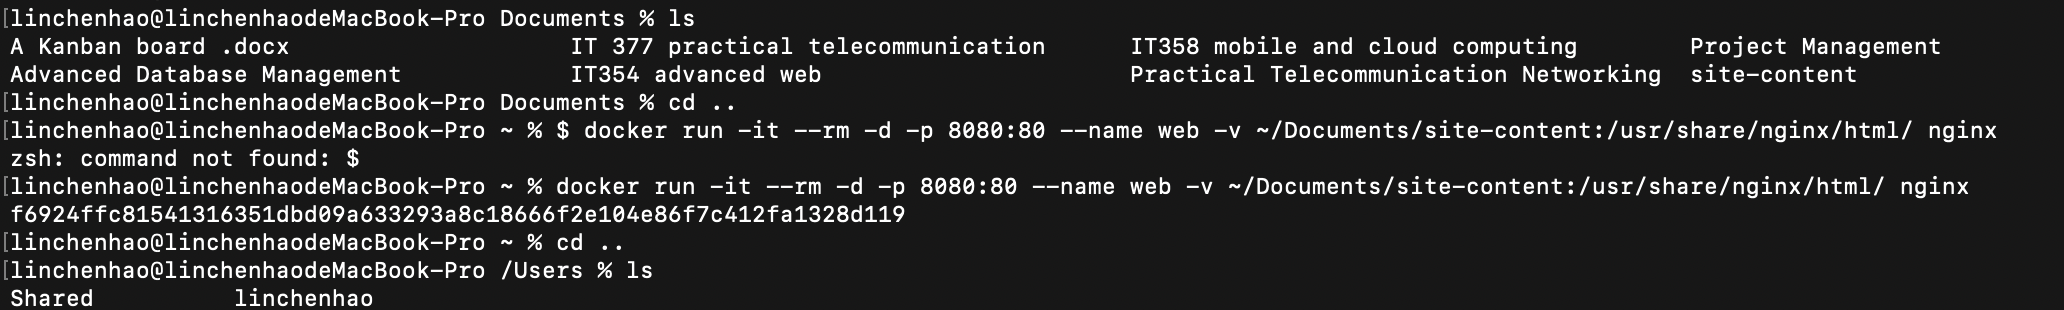 [linchenhao@linchenhaodeMacBook-Pro Documents % ls
A Kanban board .docx IT 377 practical telecommunication IT358 mobile and cloud computing Project Management
Advanced Database Management IT354 advanced web Practical Telecommunication Networking site-content
[linchenhao@linchenhaodeMacBook-Pro Documents % cd ..
[linchenhao@linchenhaodeMacBook-Pro ~ % $ docker run -it --rm -d -p 8080:80 --name web -v ~/Documents/site-content:/usr/share/nginx/html/ nginx
zsh: command not found: $
[linchenhao@linchenhaodeMacBook-Pro ~ % docker run -it --rm -d -p 8080:80 --name web -v ~/Documents/site-content:/usr/share/nginx/html/ nginx
f6924ffc81541316351dbd09a633293a8c18666f2e104e86f7c412fa1328d119
[linchenhao@linchenhaodeMacBook-Pro ~ % cd ..
[linchenhao@linchenhaodeMacBook-Pro /Users % ls
Shared linchenhao